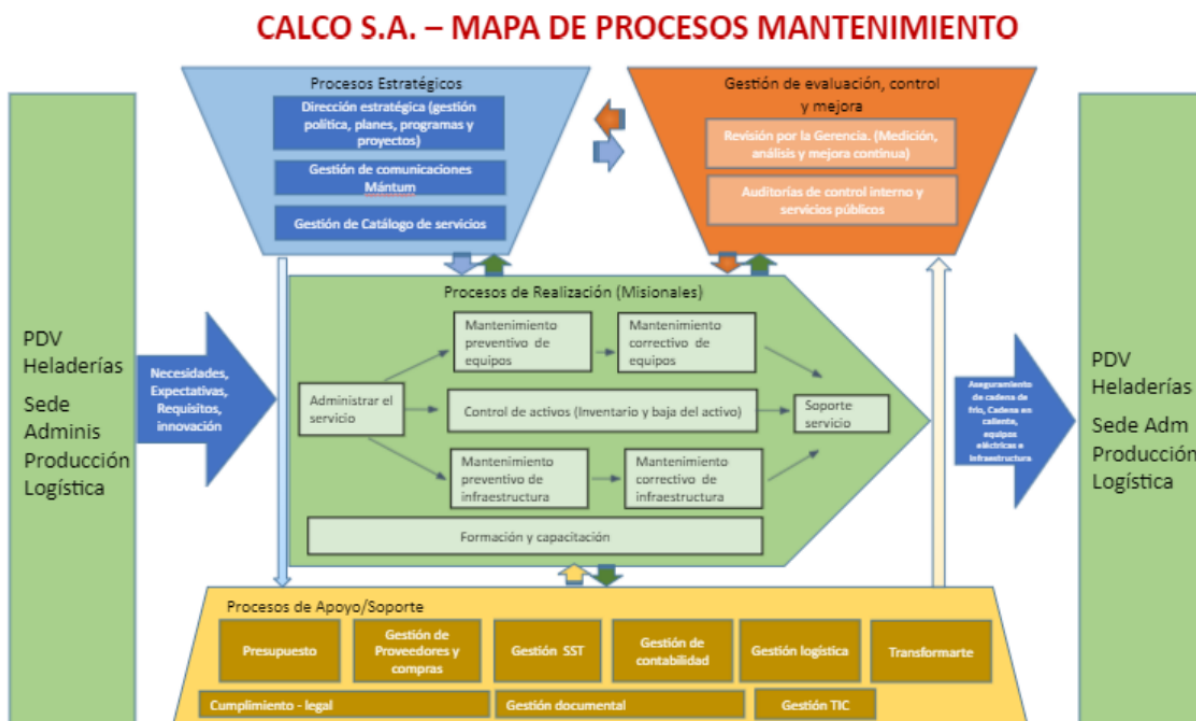 CALCO S.A. – MAPA DE PROCESOS MANTENIMIENTO
Procesos Estratégicos
Dirección estratégica (gestión
política, planes, programas y
proyectos)
Gestión de comunicaciones
Mántum
Gestión de Catálogo de servicios
Gestión de evaluación, control
y mejora
Revisión por la Gerencia. (Medición,
análisis y mejora continua)
Auditorías de control interno y
servicios públicos
PDV
Heladerías
Sede
Adminis
Producción
Logística
Necesidades,
Expectativas,
Requisitos,
innovación
Procesos de Realización (Misionales)
Administrar el
servicio
Mantenimiento
preventivo de
equipos
Mantenimiento
correctivo de
equipos
Control de activos (Inventario y baja del activo)
Mantenimiento
preventivo de
infraestructura
Mantenimiento
correctivo de
infraestructura
Soporte
servicio
Formación y capacitación
Aseguramiento
de cadena de
frio, Cadena en
caliente,
equipos
eléctricas e
Infraestructura
PDV
Heladerías
Sede Adm
Producción
Logística
Procesos de Apoyo/Soporte
Presupuesto
Gestión de
Proveedores y
compras
Gestión SST
Gestión de
contabilidad
Gestión logística
Transformarte
Cumplimiento - legal
Gestión documental
Gestión TIC